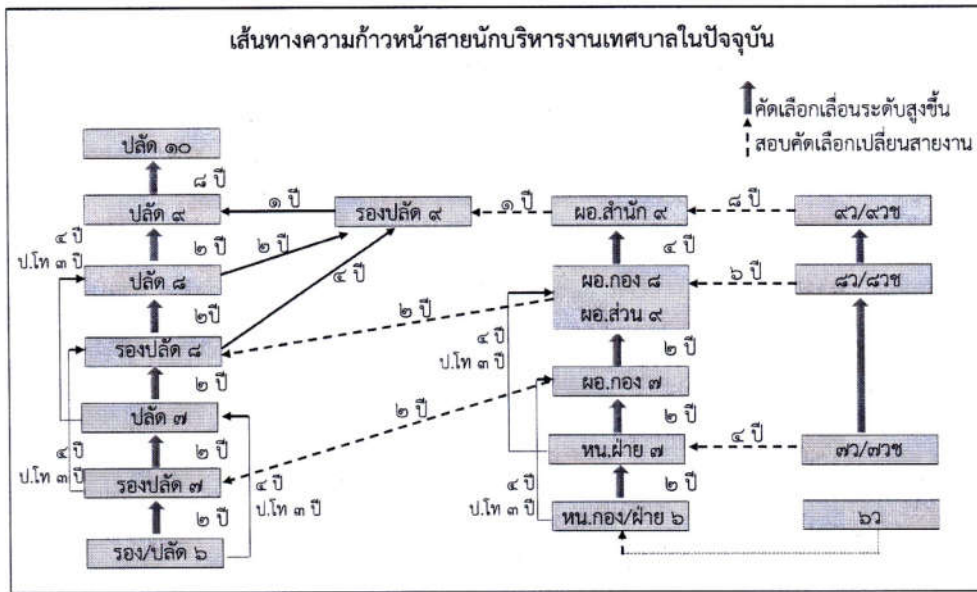 เส้นทางความก้าวหน้าสายนักบริหารงานเทศบาลในปัจจุบัน
คัดเลือกเลื่อนระดับสูงขึ้น
สอบคัดเลือกเปลี่ยนสายงาน
ปลัด ๑๐
๘ ปี
ปลัด ๙
๑ ปี
รองปลัด ๙
๑ ปี
ผอ.สำนัก ๙
๘ ปี
๙ว/๙วช
๔ ปี
ป.โท ๓ ปี
๒ ปี
๒ ปี
๔ ปี
๔ ปี
ปลัด ๘
ผอ.กอง ๘
ผอ.ส่วน ๙
๖ ปี
๘ว/๘วช
๒ปี
๒ ปี
รองปลัด ๘
๔ ปี
ป.โท ๓ ปี
๒ ปี
๒ ปี
ผอ.กอง ๗
ปลัด ๗
๒ ปี
๒ ปี
๔ ปี
ป.โท ๓ ปี
๒ ปี
หน.ฝ่าย ๗
๔ ปี
๗ว/๗วช
รองปลัด ๗
๔ ปี
ป.โท ๓ ปี
๔ ปี
ป.โท ๓ ปี
๒ ปี
๒ ปี
หน.กอง/ฝ่าย ๖
๖ว
รอง/ปลัด ๖